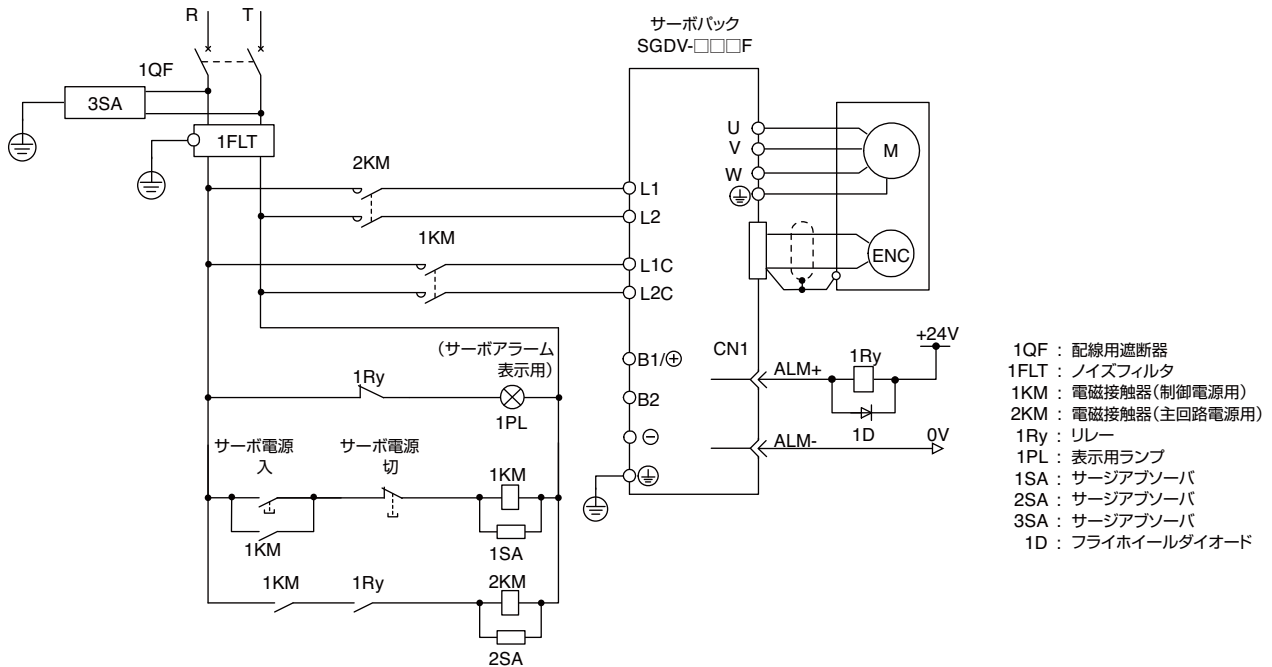 R T
サーボパック
SGDV-□□□F
1QF
3SA
1FLT
2KM
L1
L2
1KM
L1C
L2C
U
V
W
M
ENC
(サーボアラーム
表示用)
1Ry
1PL
B1/⊕
B2
⊖
CN1
ALM+
1Ry
+24V
1D
ALM-
0V
サーボ電源
入
サーボ電源
切
1KM
1SA
1KM
1KM
1Ry
2KM
2SA
1QF : 配線用遮断器
1FLT : ノイズフィルタ
1KM : 電磁接触器(制御電源用)
2KM : 電磁接触器(主回路電源用)
1Ry : リレー
1PL : 表示用ランプ
1SA : サージアブソーバ
2SA : サージアブソーバ
3SA : サージアブソーバ
1D : フライホイールダイオード